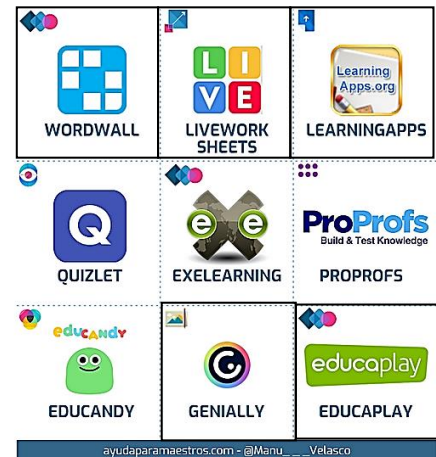 LIVE
Learning
Apps.org
WORDWALL
LIVEWORK
SHEETS
LEARNINGAPPS
Q
e e
ProProfs
Build & Test Knowledge
QUIZLET
EXELEARNING
PROPROFS
educandy
educaplay
EDUCANDY
GENIALLY
EDUCAPLAY
ayudaparamaestros.com - @Manu_ _ _Velasco